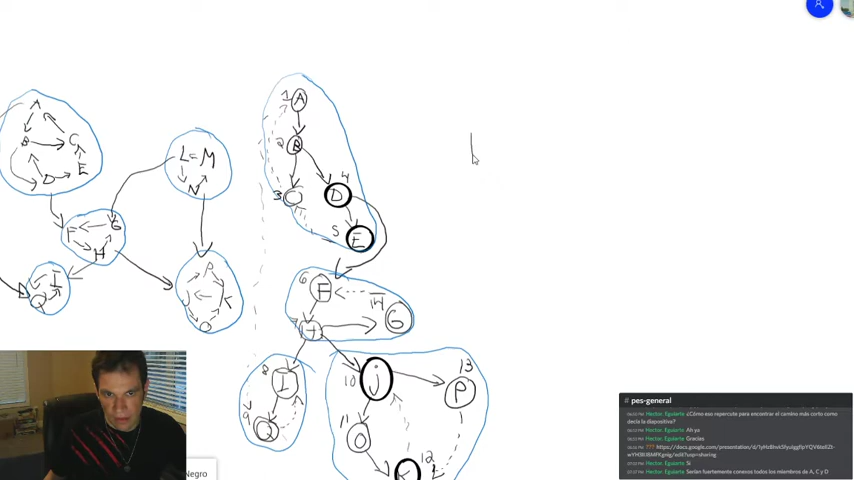 A
B
C
D
E
L=M
N
F
G
H
I
Q
P
J
K
O
1
A
2
B
3
C
4
D
5
E
6
F
14
G
H
8
I
9
Q
10
J
13
P
11
O
12
K
# pes-general
Hector. Eguiarte: ¿Cómo eso repercote para encontrar el camino más corto como
decía la diapositiva?
Hector. Eguiarte: Ah ya
Hector. Eguiarte: Gracias
Hector. Eguiarte: Si
Hector. Eguiarte: Serían fuertemente conexos todos los miembros de A, C y D
Negro